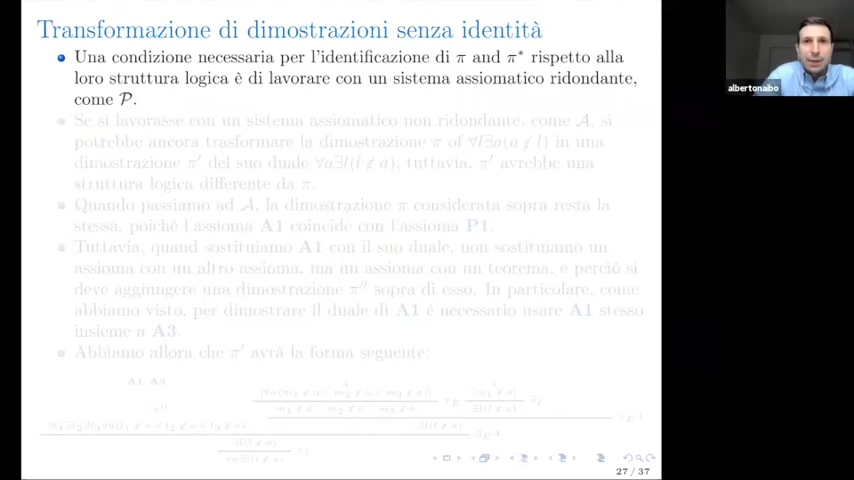 Transformazione di dimostrazioni senza identità
Una condizione necessaria per l'identificazione di π and π* rispetto alla
loro struttura logica è di lavorare con un sistema assiomatico ridondante,
come 𝒫.
Se si lavorasse con un sistema assiomatico non ridondante, come 𝒜, si
potrebbe ancora trasformare la dimostrazione π of ∀l∃a(a ⊀ l) in una
dimostrazione π′ del suo duale ∀a∃l(l ⊀ a), tuttavia, π′ avrebbe una
struttura logica differente da π.
Quando passiamo ad 𝒜, la dimostrazione π considerata sopra resta la
stessa, poiché l'assioma A1 coincide con l'assioma P1.
Tuttavia, quand sostituiamo A1 con il suo duale, non sostituiamo un
assioma con un altro assioma, ma un assioma con un teorema, e perciò si
deve aggiungere una dimostrazione π″ sopra di esso. In particolare, come
abbiamo visto, per dimostrare il duale di A1 è necessario usare A1 stesso
insieme a A3.
Abbiamo allora che π′ avrà la forma seguente:
A1 A3
27 / 37
albertonaibo